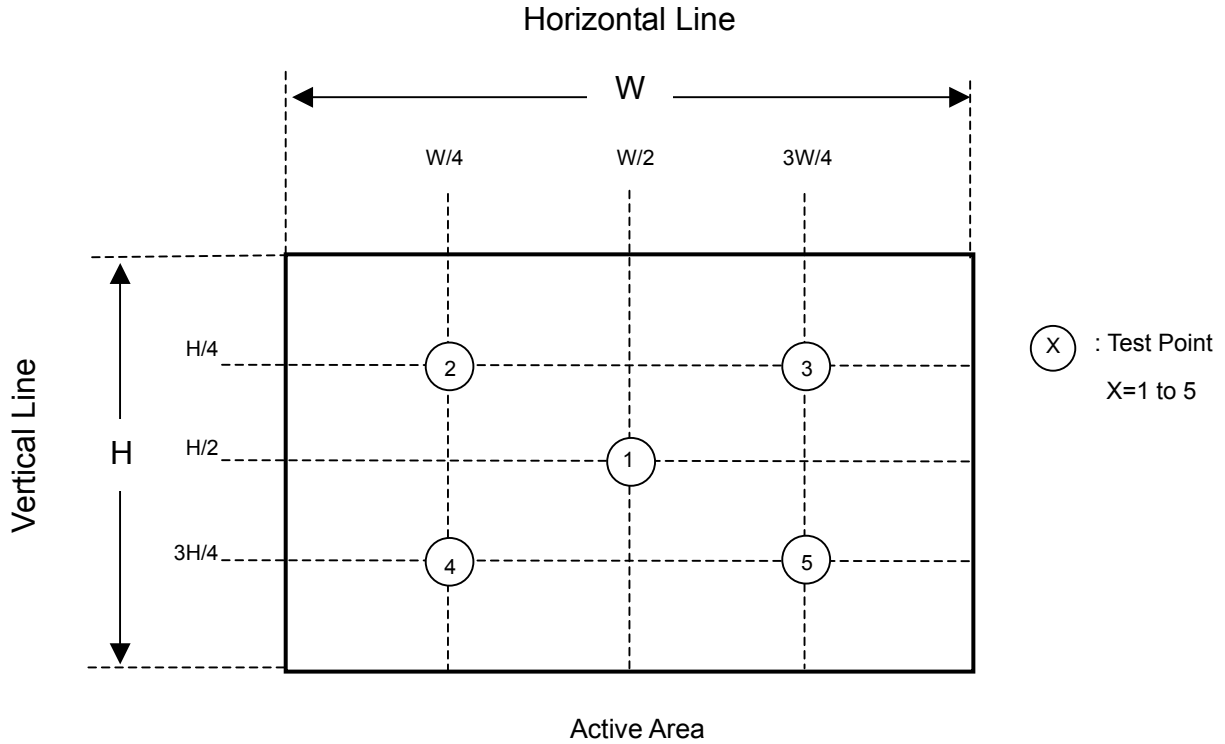 Horizontal Line
W
W/4 W/2 3W/4
H/4
2 3
X : Test Point
X=1 to 5
Vertical Line
H
H/2
1
3H/4
4 5
Active Area